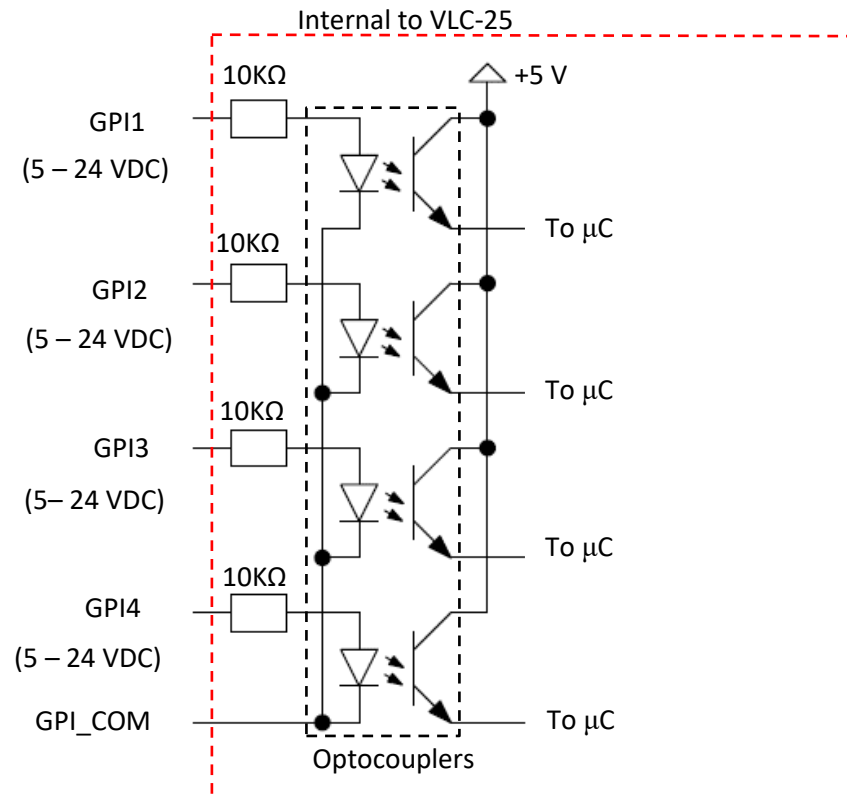 Internal to VLC-25
10KΩ
+5 V
GPI1
(5 – 24 VDC)
To μC
10KΩ
GPI2
(5 – 24 VDC)
To μC
10KΩ
GPI3
(5– 24 VDC)
To μC
10KΩ
GPI4
(5 – 24 VDC)
GPI_COM
To μC
Optocouplers